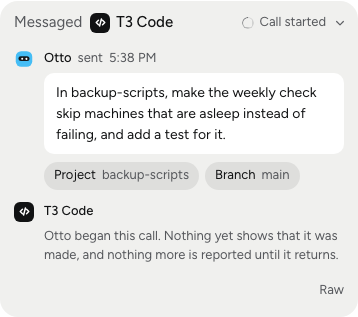 Messaged T3 Code Call started
Otto sent 5:38 PM
In backup-scripts, make the weekly check
skip machines that are asleep instead of
failing, and add a test for it.
Project backup-scripts Branch main
T3 Code
Otto began this call. Nothing yet shows that it was
made, and nothing more is reported until it returns.
Raw